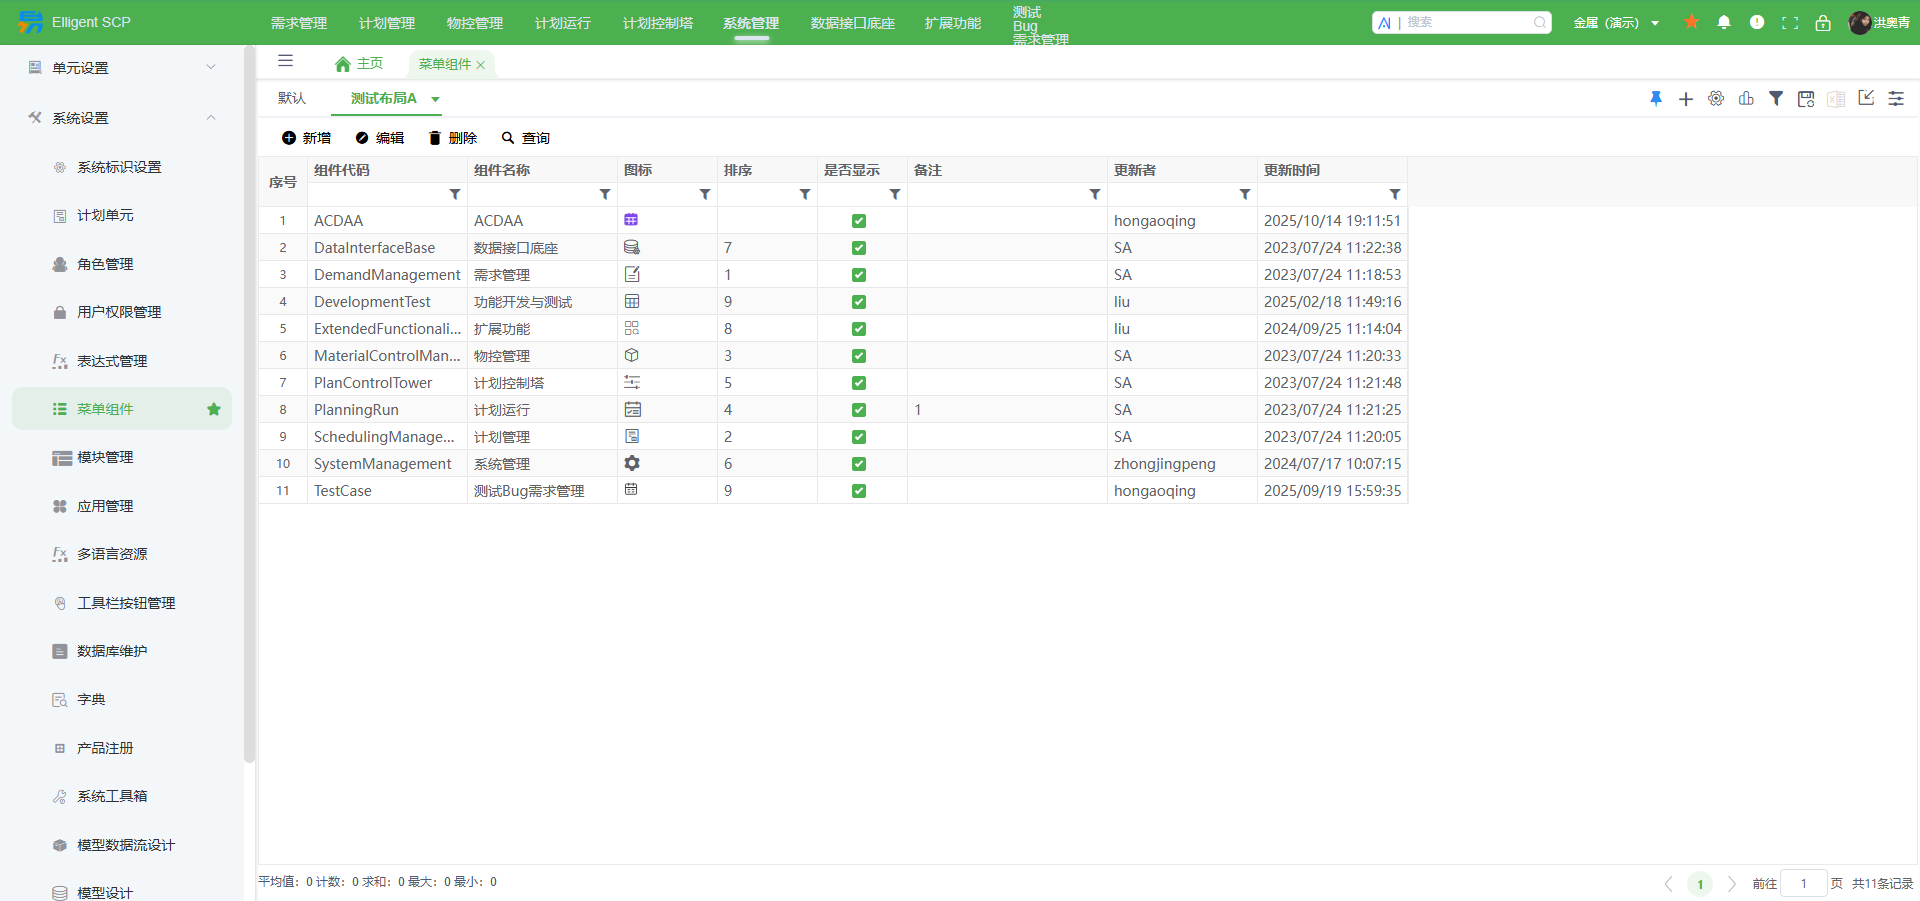 Elligent SCP
需求管理 计划管理 物控管理 计划运行 计划控制塔 系统管理 数据接口底座 扩展功能
测试
Bug
需求管理
搜索
金属 (演示)
洪奥青
单元设置
系统设置
系统标识设置
计划单元
角色管理
用户权限管理
表达式管理
菜单组件
模块管理
应用管理
多语言资源
工具栏按钮管理
数据库维护
字典
产品注册
系统工具箱
模型数据流设计
模型设计
主页 菜单组件
默认 测试布局A
新增 编辑 删除 查询
序号 组件代码 组件名称 图标 排序 是否显示 备注 更新者 更新时间
1 ACDAA ACDAA hongaoqing 2025/10/14 19:11:51
2 DataInterfaceBase 数据接口底座 7 SA 2023/07/24 11:22:38
3 DemandManagement 需求管理 1 SA 2023/07/24 11:18:53
4 DevelopmentTest 功能开发与测试 9 liu 2025/02/18 11:49:16
5 ExtendedFunctionali... 扩展功能 8 liu 2024/09/25 11:14:04
6 MaterialControlMan... 物控管理 3 SA 2023/07/24 11:20:33
7 PlanControlTower 计划控制塔 5 SA 2023/07/24 11:21:48
8 PlanningRun 计划运行 4 1 SA 2023/07/24 11:21:25
9 SchedulingManage... 计划管理 2 SA 2023/07/24 11:20:05
10 SystemManagement 系统管理 6 zhongjingpeng 2024/07/17 10:07:15
11 TestCase 测试Bug需求管理 9 hongaoqing 2025/09/19 15:59:35
平均值: 0 计数: 0 求和: 0 最大: 0 最小: 0
1 前往 1 页 共11条记录